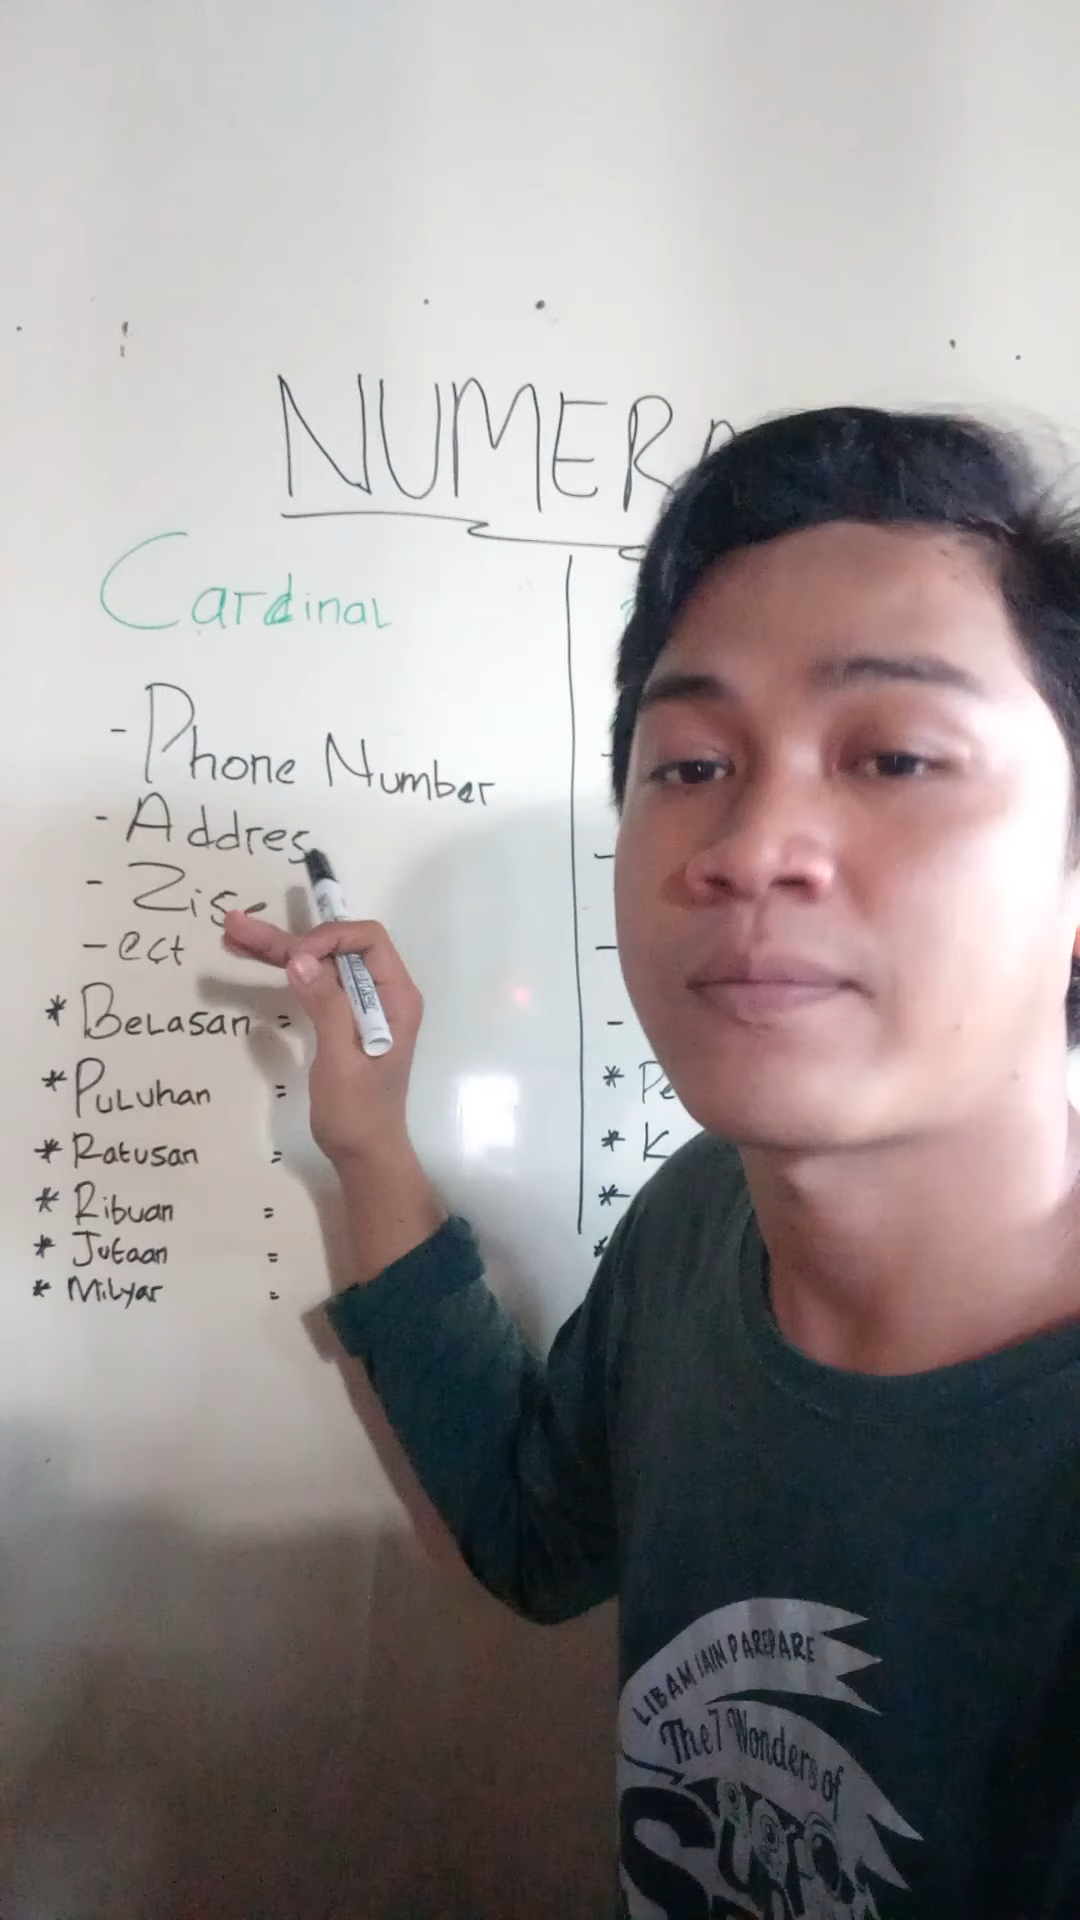 NUMER
Cardinal
- Phone Number
- Addres
- Zise
- ect
* Belasan =
* Puluhan =
* Ratusan =
* Ribuan =
* Jutaan =
* Milyar =
* Pe
* K
LIBAM IAIN PAREPARE
The 7 Wonders of